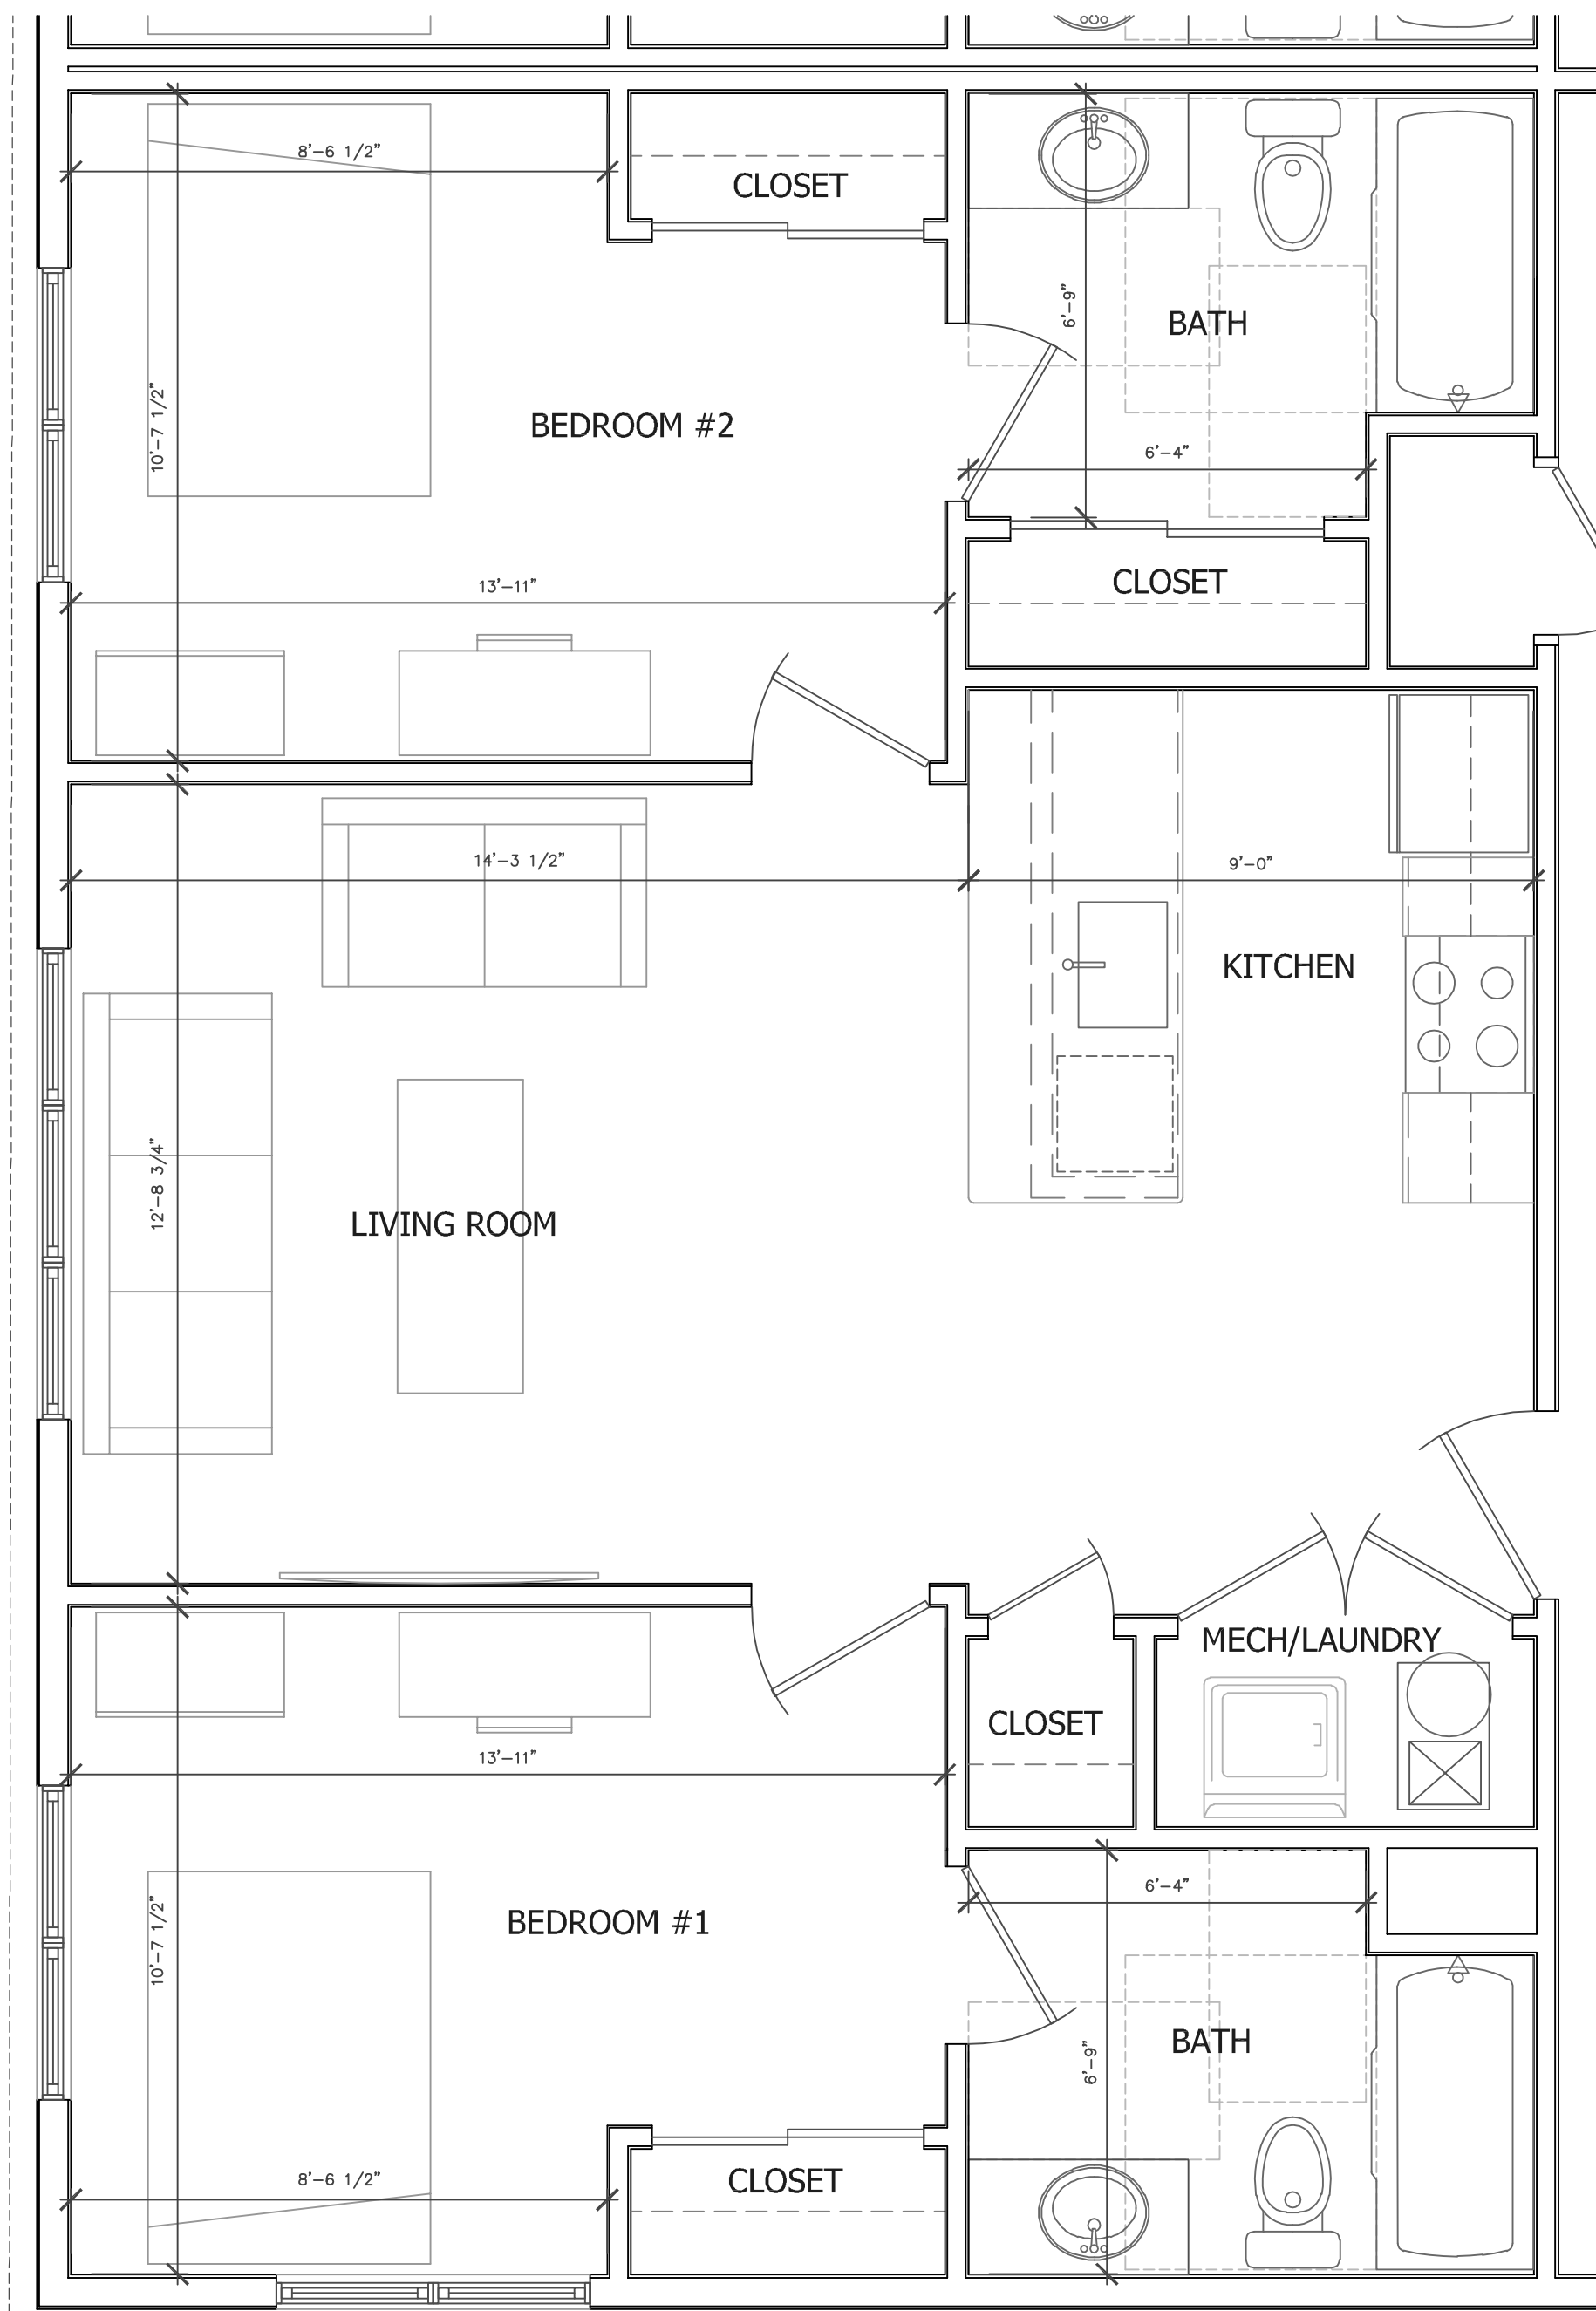 8'-6 1/2"
CLOSET
6'-9"
BATH
10'-7 1/2"
BEDROOM #2
6'-4"
13'-11"
CLOSET
14'-3 1/2"
9'-0"
KITCHEN
12'-8 3/4"
LIVING ROOM
MECH/LAUNDRY
CLOSET
13'-11"
6'-4"
10'-7 1/2"
BEDROOM #1
BATH
6'-9"
8'-6 1/2"
CLOSET